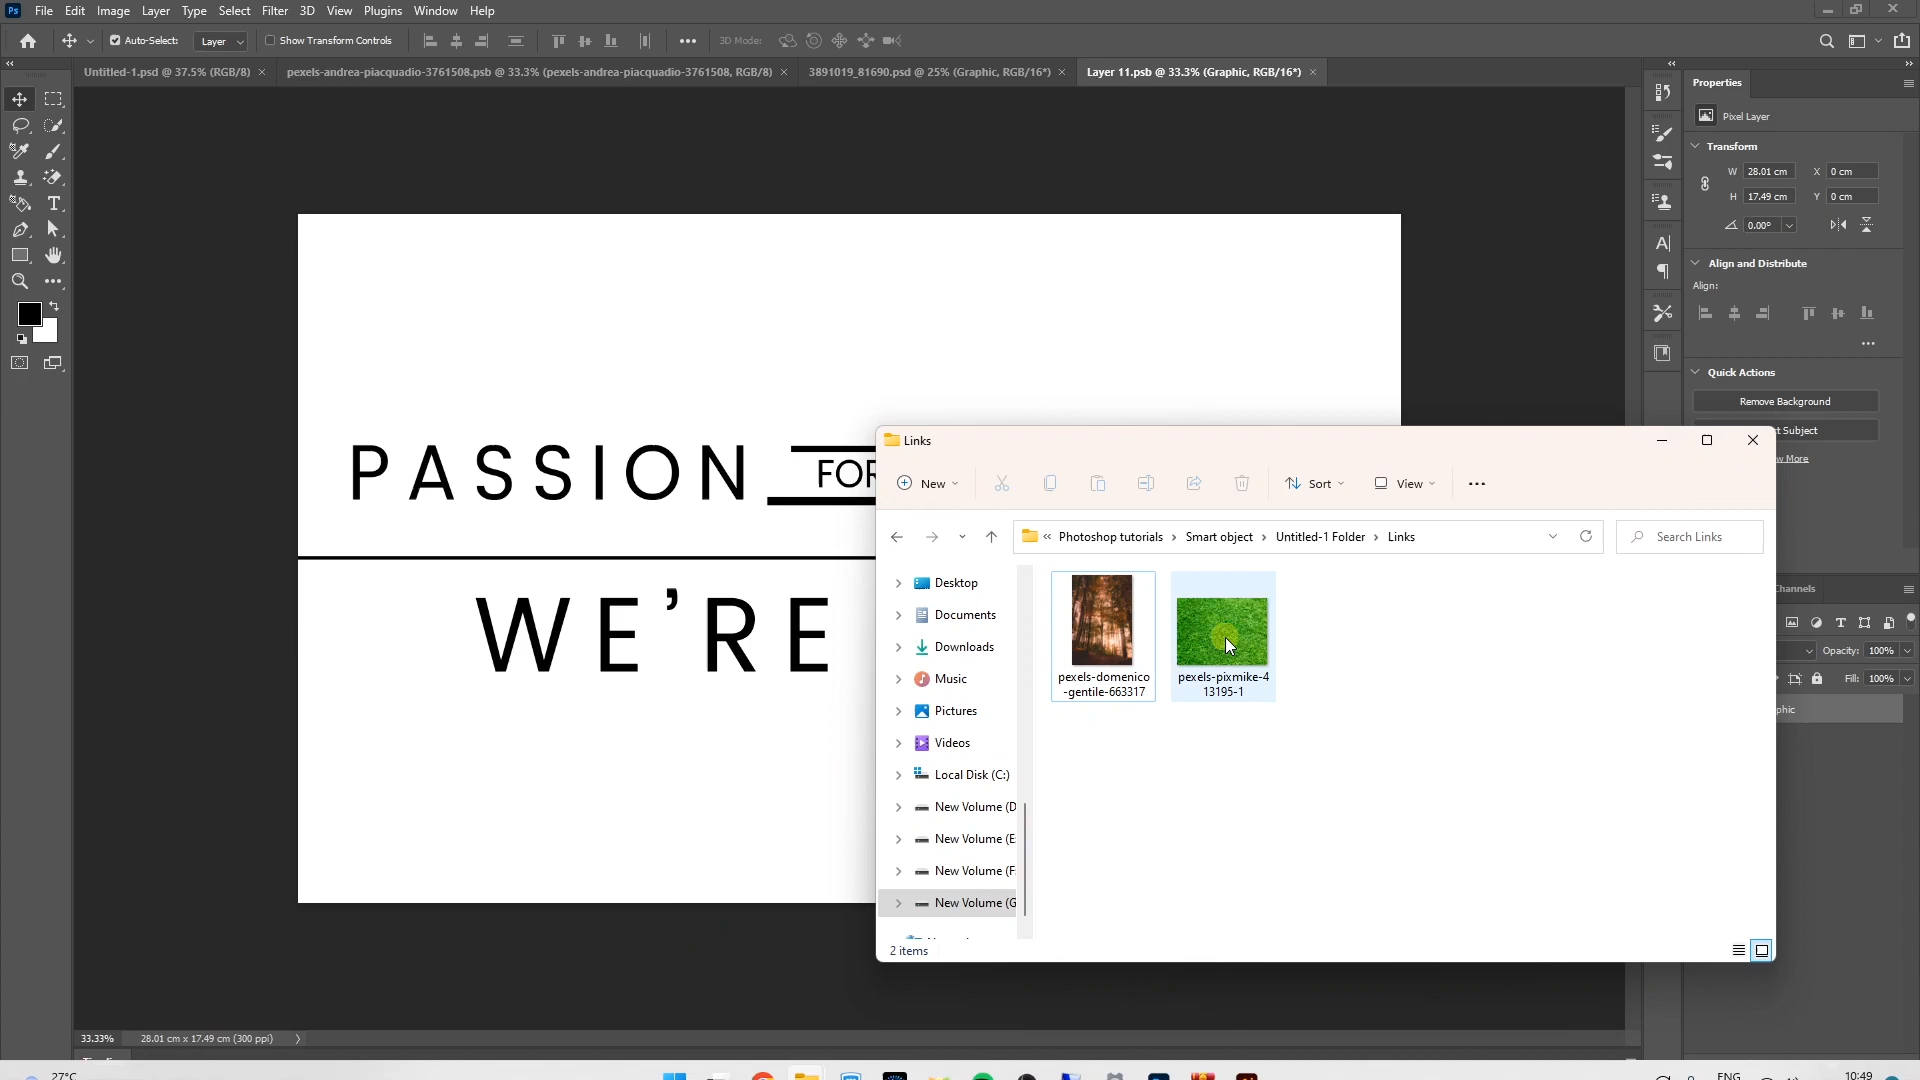 Ps File Edit Image Layer Type Select Filter 3D View Plugins Window Help
Auto-Select: Layer Show Transform Controls 3D Mode:
Untitled-1.psd @ 37.5% (RGB/8) × pexels-andrea-piacquadio-3761508.psb @ 33.3% (pexels-andrea-piacquadio-3761508, RGB/8) × 3891019_81690.psd @ 25% (Graphic, RGB/16*) × Layer 11.psb @ 33.3% (Graphic, RGB/16*) ×
Properties
Pixel Layer
Transform
W 28.01 cm X 0 cm
H 17.49 cm Y 0 cm
0.00°
Align and Distribute
Align:
Quick Actions
Remove Background
t Subject
w More
Channels
Opacity: 100%
Fill: 100%
phic
PASSION FOR
WE'RE
Links
New Sort View
Photoshop tutorials > Smart object > Untitled-1 Folder > Links
Search Links
Desktop
Documents
Downloads
Music
Pictures
Videos
Local Disk (C:)
New Volume (D
New Volume (E
New Volume (F
New Volume (G
pexels-domenico
-gentile-663317
pexels-pixmike-4
13195-1
2 items
33.33% 28.01 cm x 17.49 cm (300 ppi)
27°C
ENG
10:49